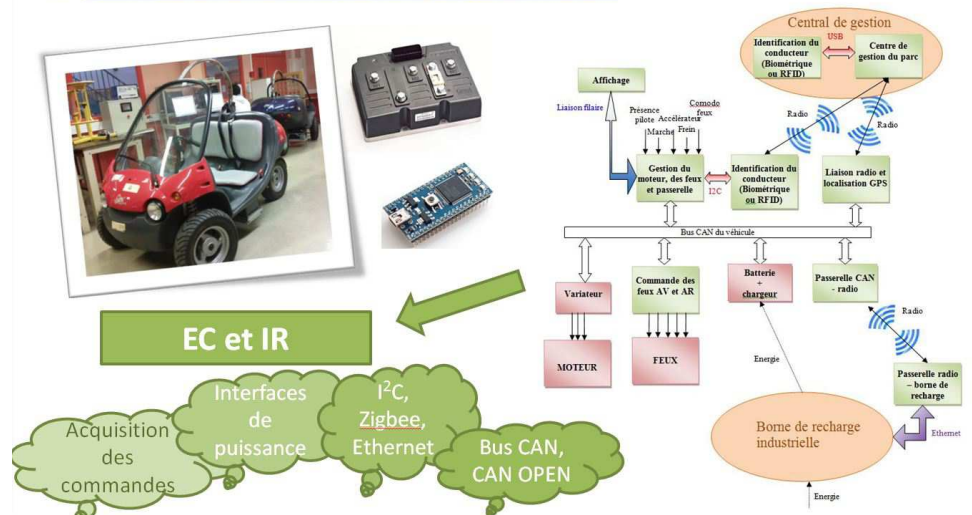 Central de gestion
Identification du
conducteur
(Biométrique
ou RFID)
USB
Centre de
gestion du parc
Affichage
Liaison filaire
Présence
pilote
Marche
Accélérateur
Frein
Comodo
feux
Radio
Radio
Gestion du
moteur, des feux
et passerelle
I2C
Identification du
conducteur
(Biométrique
ou RFID)
Liaison radio et
localisation GPS
Bus CAN du véhicule
Variateur
Commande des
feux AV et AR
Batterie
+
chargeur
Passerelle CAN
- radio
MOTEUR
FEUX
Radio
Energie
Passerelle radio
– borne de
recharge
Borne de recharge
industrielle
Ethernet
Energie
EC et IR
Acquisition
des
commandes
Interfaces
de
puissance
I²C,
Zigbee,
Ethernet
Bus CAN,
CAN OPEN